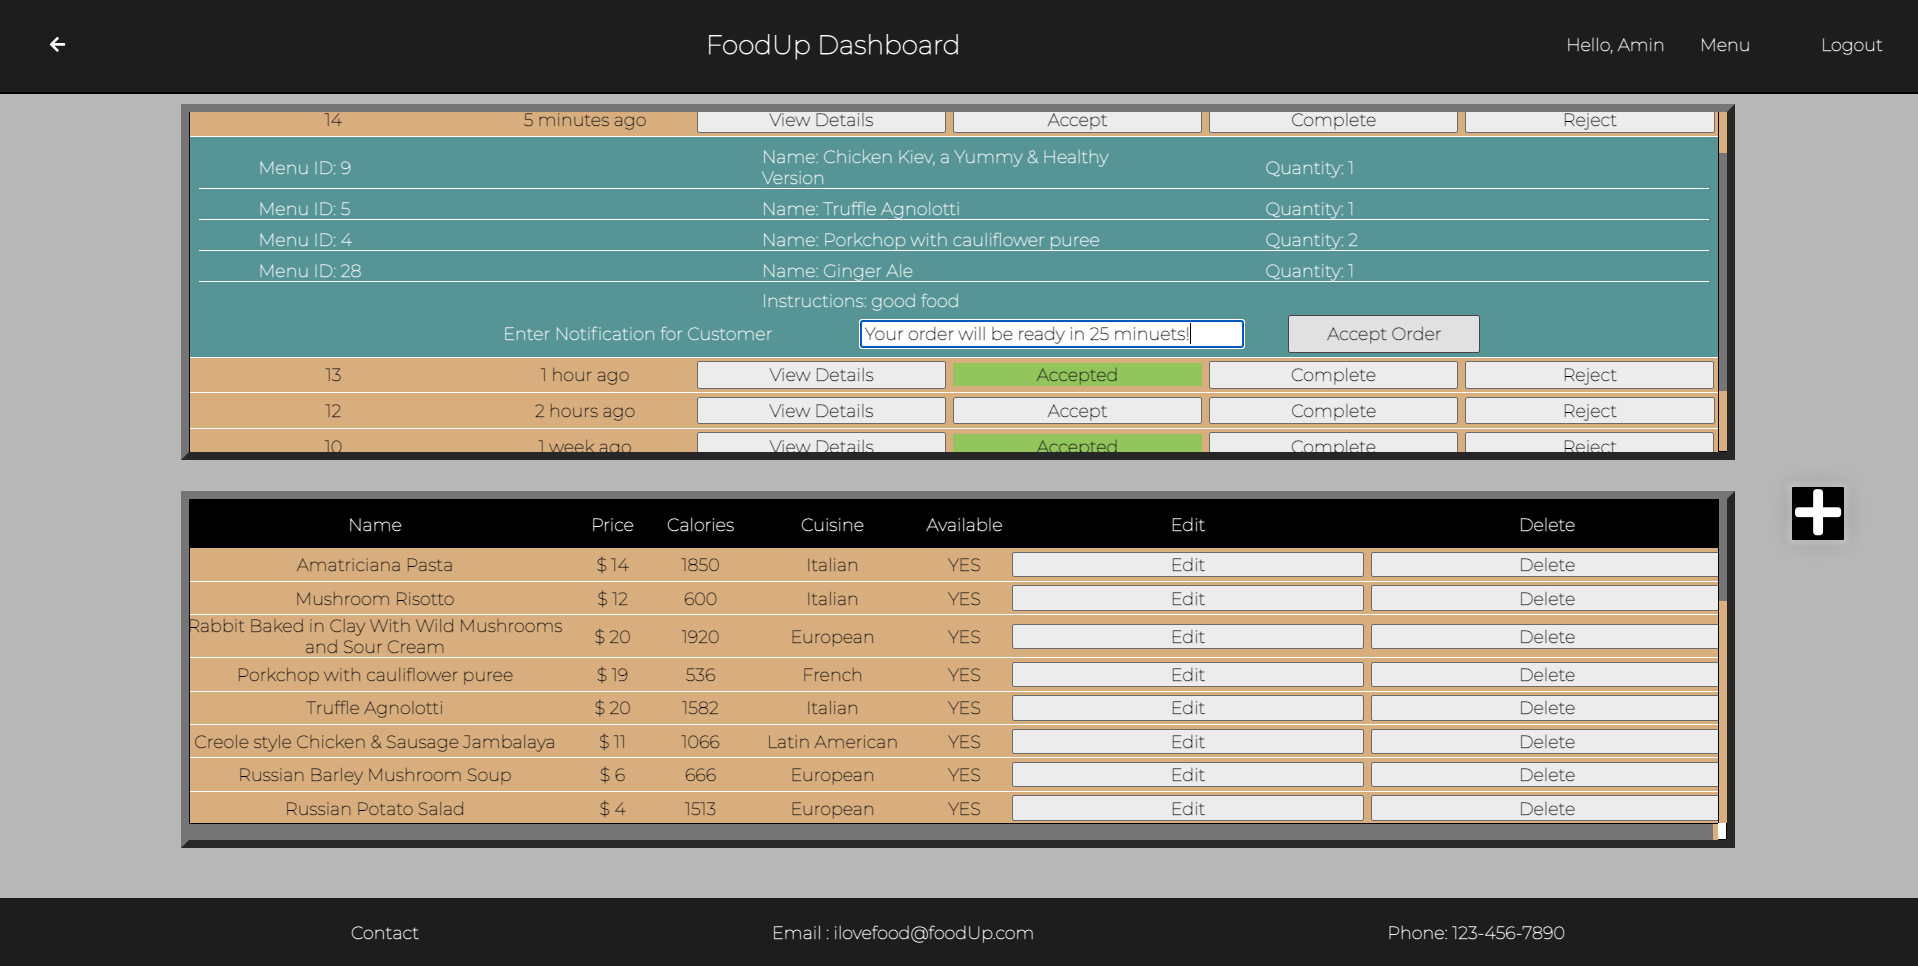 FoodUp Dashboard
Hello, Amin Menu Logout
14 5 minutes ago View Details Accept Complete Reject
Menu ID: 9 Name: Chicken Kiev, a Yummy & Healthy Version Quantity: 1
Menu ID: 5 Name: Truffle Agnolotti Quantity: 1
Menu ID: 4 Name: Porkchop with cauliflower puree Quantity: 2
Menu ID: 28 Name: Ginger Ale Quantity: 1
Instructions: good food
Enter Notification for Customer Your order will be ready in 25 minuets! Accept Order
13 1 hour ago View Details Accepted Complete Reject
12 2 hours ago View Details Accept Complete Reject
10 1 week ago View Details Accepted Complete Reject
Name Price Calories Cuisine Available Edit Delete
Amatriciana Pasta $ 14 1850 Italian YES Edit Delete
Mushroom Risotto $ 12 600 Italian YES Edit Delete
Rabbit Baked in Clay With Wild Mushrooms and Sour Cream $ 20 1920 European YES Edit Delete
Porkchop with cauliflower puree $ 19 536 French YES Edit Delete
Truffle Agnolotti $ 20 1582 Italian YES Edit Delete
Creole style Chicken & Sausage Jambalaya $ 11 1066 Latin American YES Edit Delete
Russian Barley Mushroom Soup $ 6 666 European YES Edit Delete
Russian Potato Salad $ 4 1513 European YES Edit Delete
Contact Email : ilovefood@foodUp.com Phone: 123-456-7890